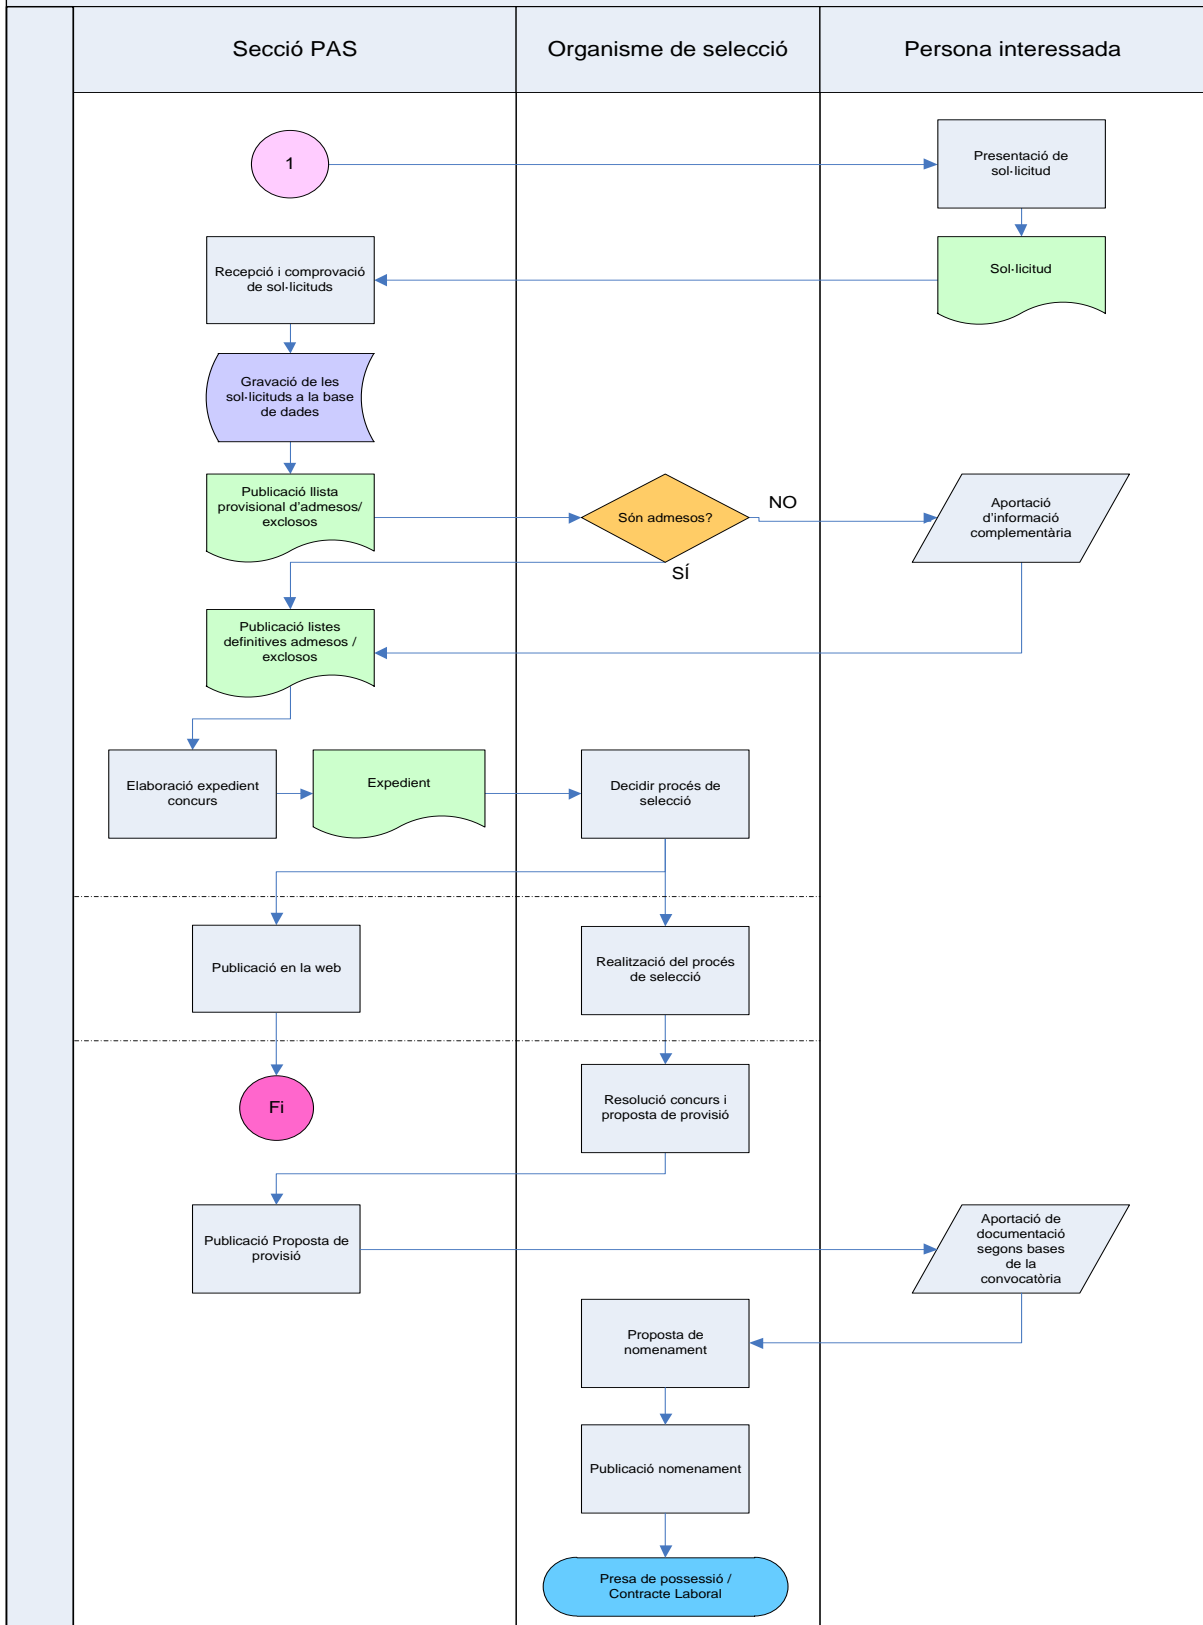 Secció PAS
Organisme de selecció
Persona interessada
1
Presentació de
sol·licitud
Recepció i comprovació
de sol·licituds
Sol·licitud
Gravació de les
sol·licituds a la base
de dades
Publicació llista
provisional d'admesos/
exclosos
Són admesos?
NO
Aportació
d'informació
complementària
SÍ
Publicació listes
definitives admesos /
exclosos
Elaboració expedient
concurs
Expedient
Decidir procés de
selecció
Publicació en la web
Realització del procés
de selecció
Fi
Resolució concurs i
proposta de provisió
Publicació Proposta de
provisió
Aportació de
documentació
segons bases
de la
convocatòria
Proposta de
nomenament
Publicació nomenament
Presa de possessió /
Contracte Laboral